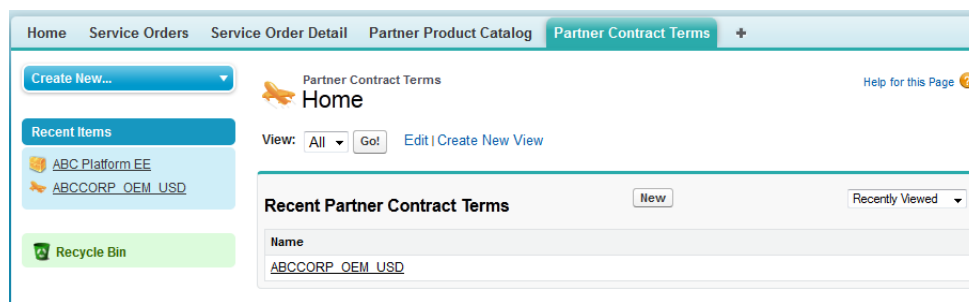 Home Service Orders Service Order Detail Partner Product Catalog Partner Contract Terms +
Create New...
Recent Items
ABC Platform EE
ABCCORP_OEM_USD
Recycle Bin
Partner Contract Terms
Home
Help for this Page ?
View: All Go! Edit | Create New View
Recent Partner Contract Terms New Recently Viewed
Name
ABCCORP_OEM_USD